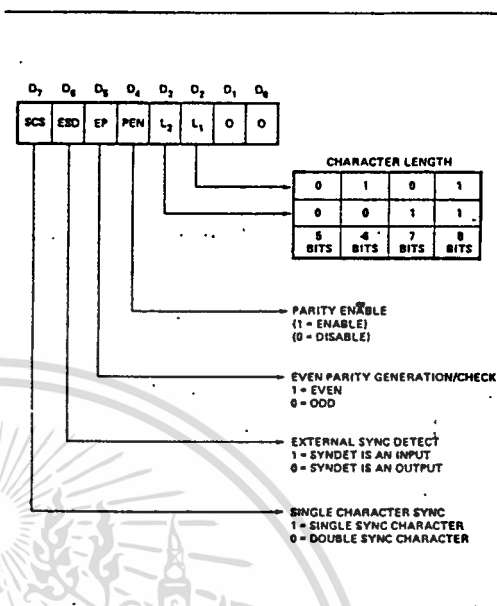 D7 D6 D5 D4 D3 D2 D1 D0
SCS ESD EP PEN L2 L1 0 0
CHARACTER LENGTH
0 1 0 1
0 0 1 1
5 BITS 6 BITS 7 BITS 8 BITS
PARITY ENABLE
(1 = ENABLE)
(0 = DISABLE)
EVEN PARITY GENERATION/CHECK
1 = EVEN
0 = ODD
EXTERNAL SYNC DETECT
1 = SYNDET IS AN INPUT
0 = SYNDET IS AN OUTPUT
SINGLE CHARACTER SYNC
1 = SINGLE SYNC CHARACTER
0 = DOUBLE SYNC CHARACTER